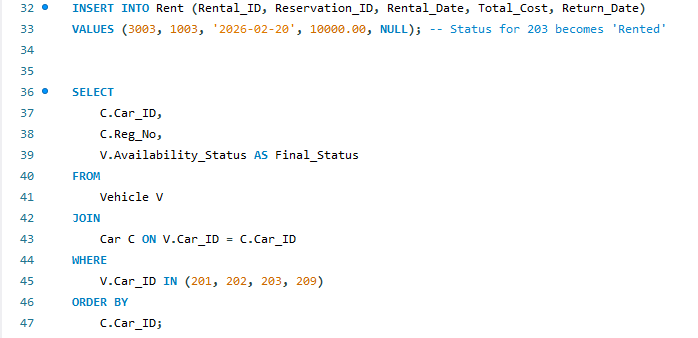 32 INSERT INTO Rent (Rental_ID, Reservation_ID, Rental_Date, Total_Cost, Return_Date)
33 VALUES (3003, 1003, '2026-02-20', 10000.00, NULL); -- Status for 203 becomes 'Rented'
34
35
36 SELECT
37 C.Car_ID,
38 C.Reg_No,
39 V.Availability_Status AS Final_Status
40 FROM
41 Vehicle V
42 JOIN
43 Car C ON V.Car_ID = C.Car_ID
44 WHERE
45 V.Car_ID IN (201, 202, 203, 209)
46 ORDER BY
47 C.Car_ID;